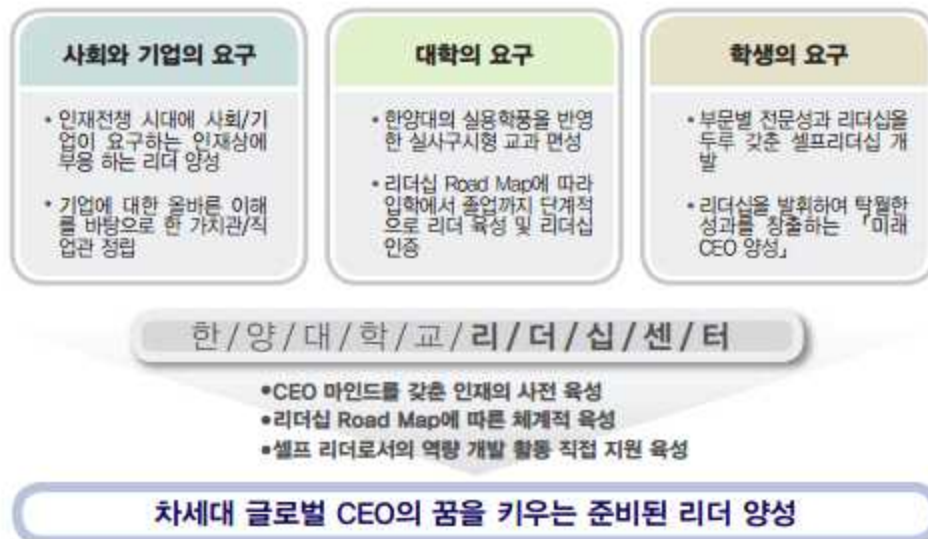 사회와 기업의 요구
• 인재전쟁 시대에 사회/기
업이 요구하는 인재상에
부응 하는 리더 양성
• 기업에 대한 올바른 이해
를 바탕으로 한 가치관/직
업관 정립
대학의 요구
• 한양대의 실용학풍을 반영
한 실사구시형 교과 편성
• 리더십 Road Map에 따라
입학에서 졸업까지 단계적
으로 리더 육성 및 리더십
인증
학생의 요구
• 부문별 전문성과 리더십을
두루 갖춘 셀프리더십 개
발
• 리더십을 발휘하여 탁월한
성과를 창출하는 「미래
CEO 양성」
한/양/대/학/교/리/더/십/센/터
•CEO 마인드를 갖춘 인재의 사전 육성
•리더십 Road Map에 따른 체계적 육성
•셀프 리더로서의 역량 개발 활동 직접 지원 육성
차세대 글로벌 CEO의 꿈을 키우는 준비된 리더 양성